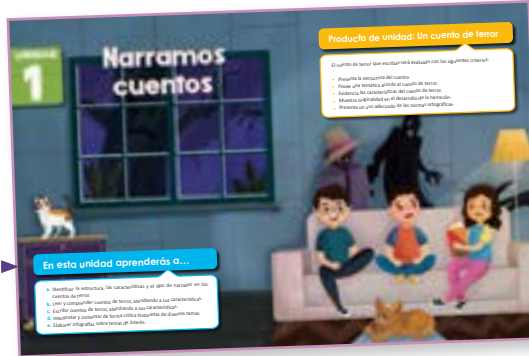 UNIDAD
1
Narramos
cuentos
Producto de unidad: Un cuento de terror
El cuento de terror que escribas será evaluado con los siguientes criterios:
• Presenta la estructura del cuento.
• Posee una temática acorde al cuento de terror.
• Evidencia las características del cuento de terror.
• Muestra originalidad en el desarrollo de la narración.
• Presenta un uso adecuado de las normas ortográficas.
En esta unidad aprenderás a...
a. Identificar la estructura, las características y el tipo de narrador en los
cuentos de terror.
b. Leer y comprender cuentos de terror, atendiendo a sus características.
c. Escribir cuentos de terror, atendiendo a sus características.
d. Interpretar y comentar de forma crítica historietas de diversos temas.
e. Elaborar infografías sobre temas de interés.